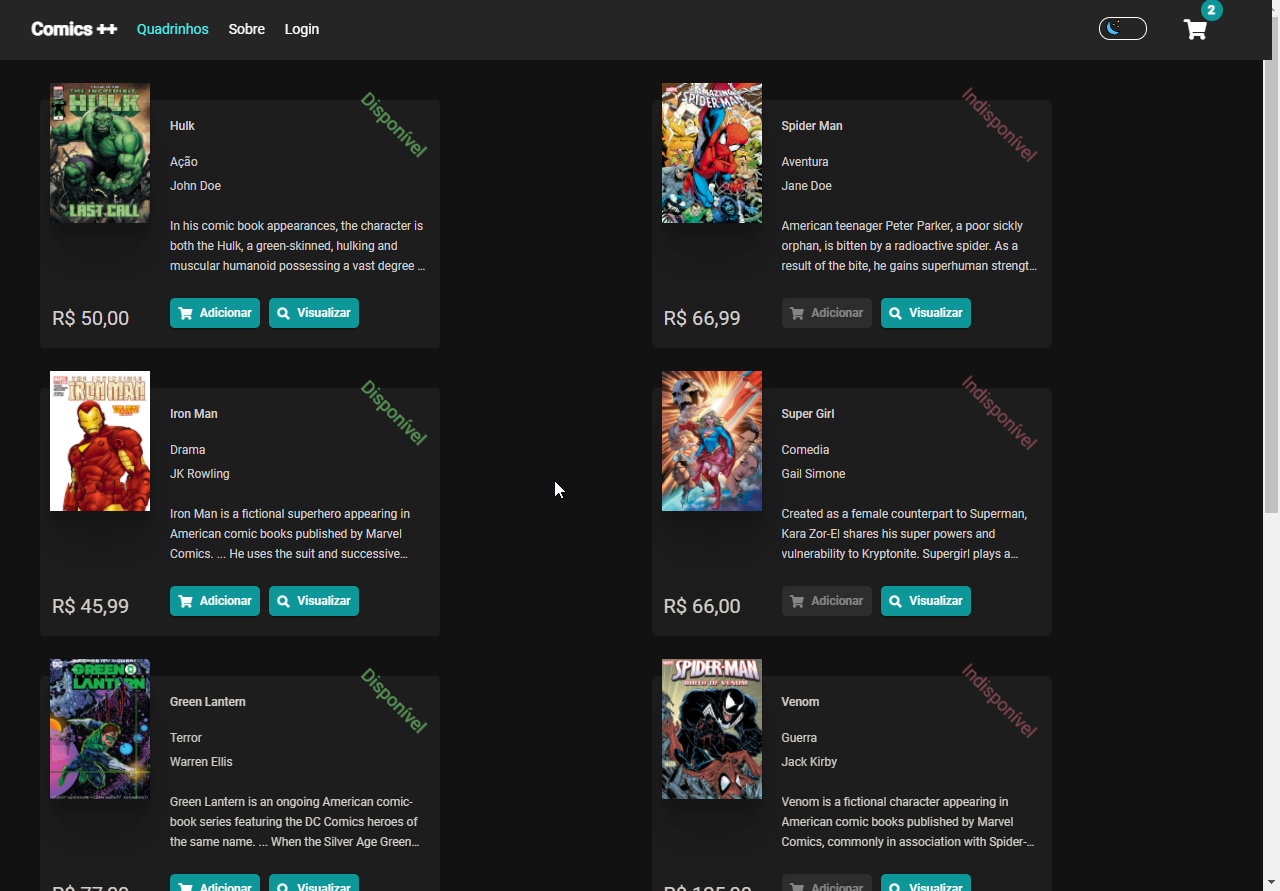 Comics ++
Quadrinhos
Sobre
Login
2
THE INCREDIBLE
HULK
LAST CALL
Disponível
Hulk
Ação
John Doe
In his comic book appearances, the character is
both the Hulk, a green-skinned, hulking and
muscular humanoid possessing a vast degree ...
R$ 50,00
Adicionar
Visualizar
AMAZING
SPIDER-MAN
Indisponível
Spider Man
Aventura
Jane Doe
American teenager Peter Parker, a poor sickly
orphan, is bitten by a radioactive spider. As a
result of the bite, he gains superhuman strengt...
R$ 66,99
Adicionar
Visualizar
THE INVINCIBLE
IRON MAN
Disponível
Iron Man
Drama
JK Rowling
Iron Man is a fictional superhero appearing in
American comic books published by Marvel
Comics. ... He uses the suit and successive...
R$ 45,99
Adicionar
Visualizar
Indisponível
Super Girl
Comedia
Gail Simone
Created as a female counterpart to Superman,
Kara Zor-El shares his super powers and
vulnerability to Kryptonite. Supergirl plays a...
R$ 66,00
Adicionar
Visualizar
GREEN
LANTERN
Disponível
Green Lantern
Terror
Warren Ellis
Green Lantern is an ongoing American comic-
book series featuring the DC Comics heroes of
the same name. ... When the Silver Age Green...
Adicionar
Visualizar
SPIDER-MAN
BIRTH OF VENOM
Indisponível
Venom
Guerra
Jack Kirby
Venom is a fictional character appearing in
American comic books published by Marvel
Comics, commonly in association with Spider-...
Adicionar
Visualizar